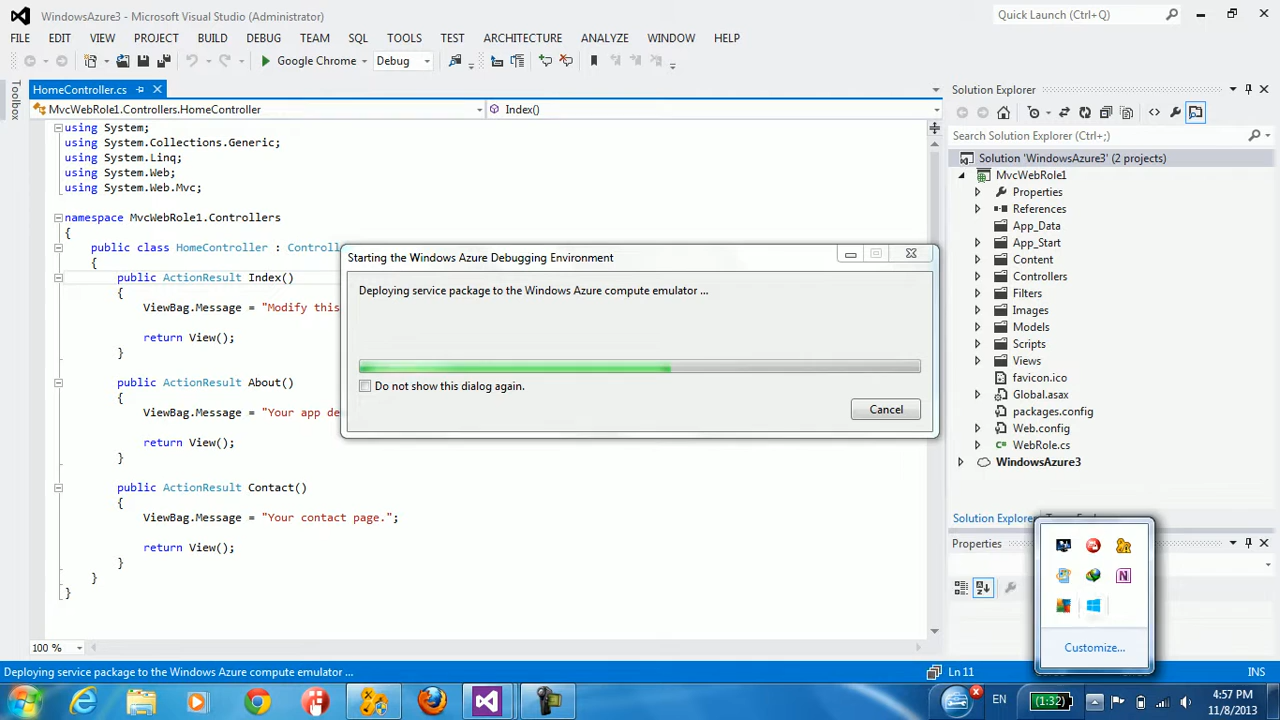 WindowsAzure3 - Microsoft Visual Studio (Administrator)
Quick Launch (Ctrl+Q)
FILE EDIT VIEW PROJECT BUILD DEBUG TEAM SQL TOOLS TEST ARCHITECTURE ANALYZE WINDOW HELP
Google Chrome Debug
Toolbox
HomeController.cs
MvcWebRole1.Controllers.HomeController
Index()
using System;
using System.Collections.Generic;
using System.Linq;
using System.Web;
using System.Web.Mvc;
namespace MvcWebRole1.Controllers
{
public class HomeController : Controll
{
public ActionResult Index()
{
ViewBag.Message = "Modify this
return View();
}
public ActionResult About()
{
ViewBag.Message = "Your app de
return View();
}
public ActionResult Contact()
{
ViewBag.Message = "Your contact page.";
return View();
}
}
}
100 %
Starting the Windows Azure Debugging Environment
Deploying service package to the Windows Azure compute emulator ...
Do not show this dialog again.
Cancel
Solution Explorer
Search Solution Explorer (Ctrl+;)
Solution 'WindowsAzure3' (2 projects)
MvcWebRole1
Properties
References
App_Data
App_Start
Content
Controllers
Filters
Images
Models
Scripts
Views
favicon.ico
Global.asax
packages.config
Web.config
WebRole.cs
WindowsAzure3
Solution Explorer
Properties
Customize...
Deploying service package to the Windows Azure compute emulator ...
Ln 11
INS
EN
(1:32)
4:57 PM
11/8/2013